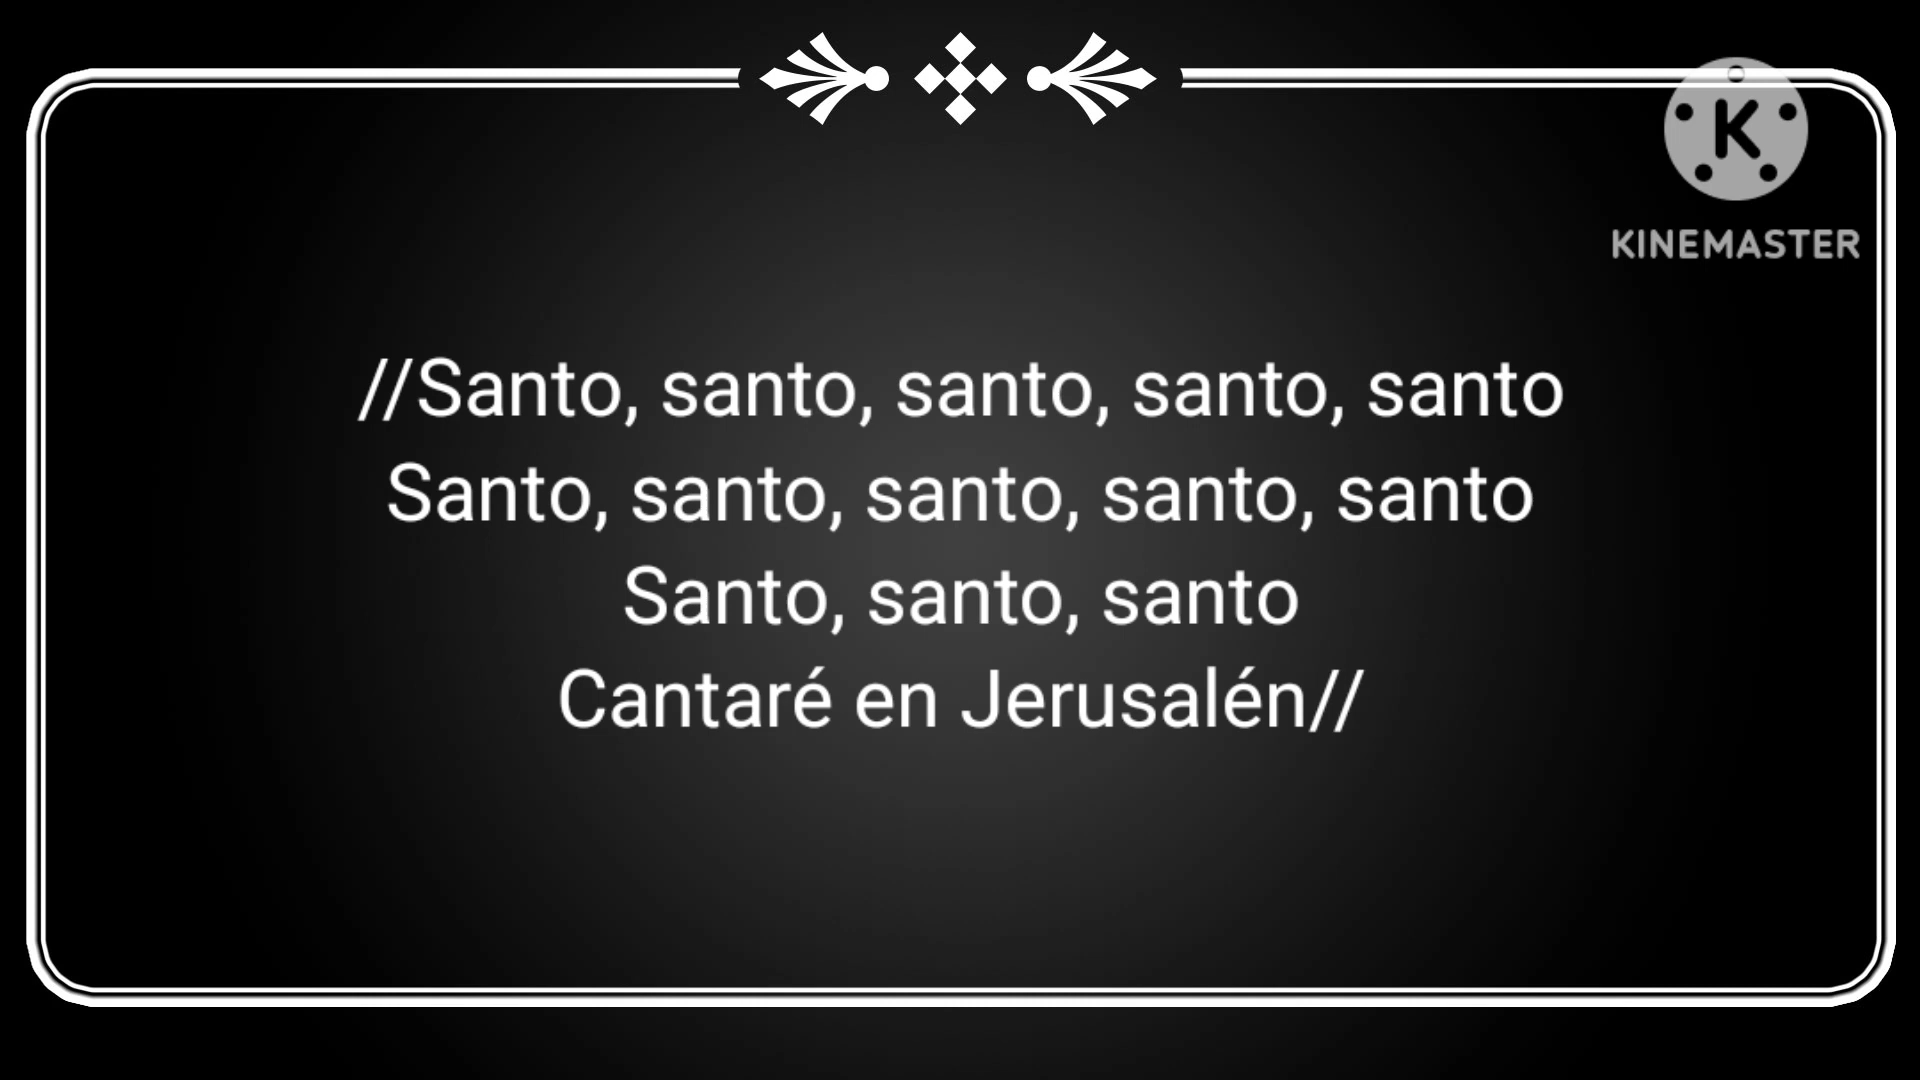 K
KINEMASTER
//Santo, santo, santo, santo, santo
Santo, santo, santo, santo, santo
Santo, santo, santo
Cantaré en Jerusalén//